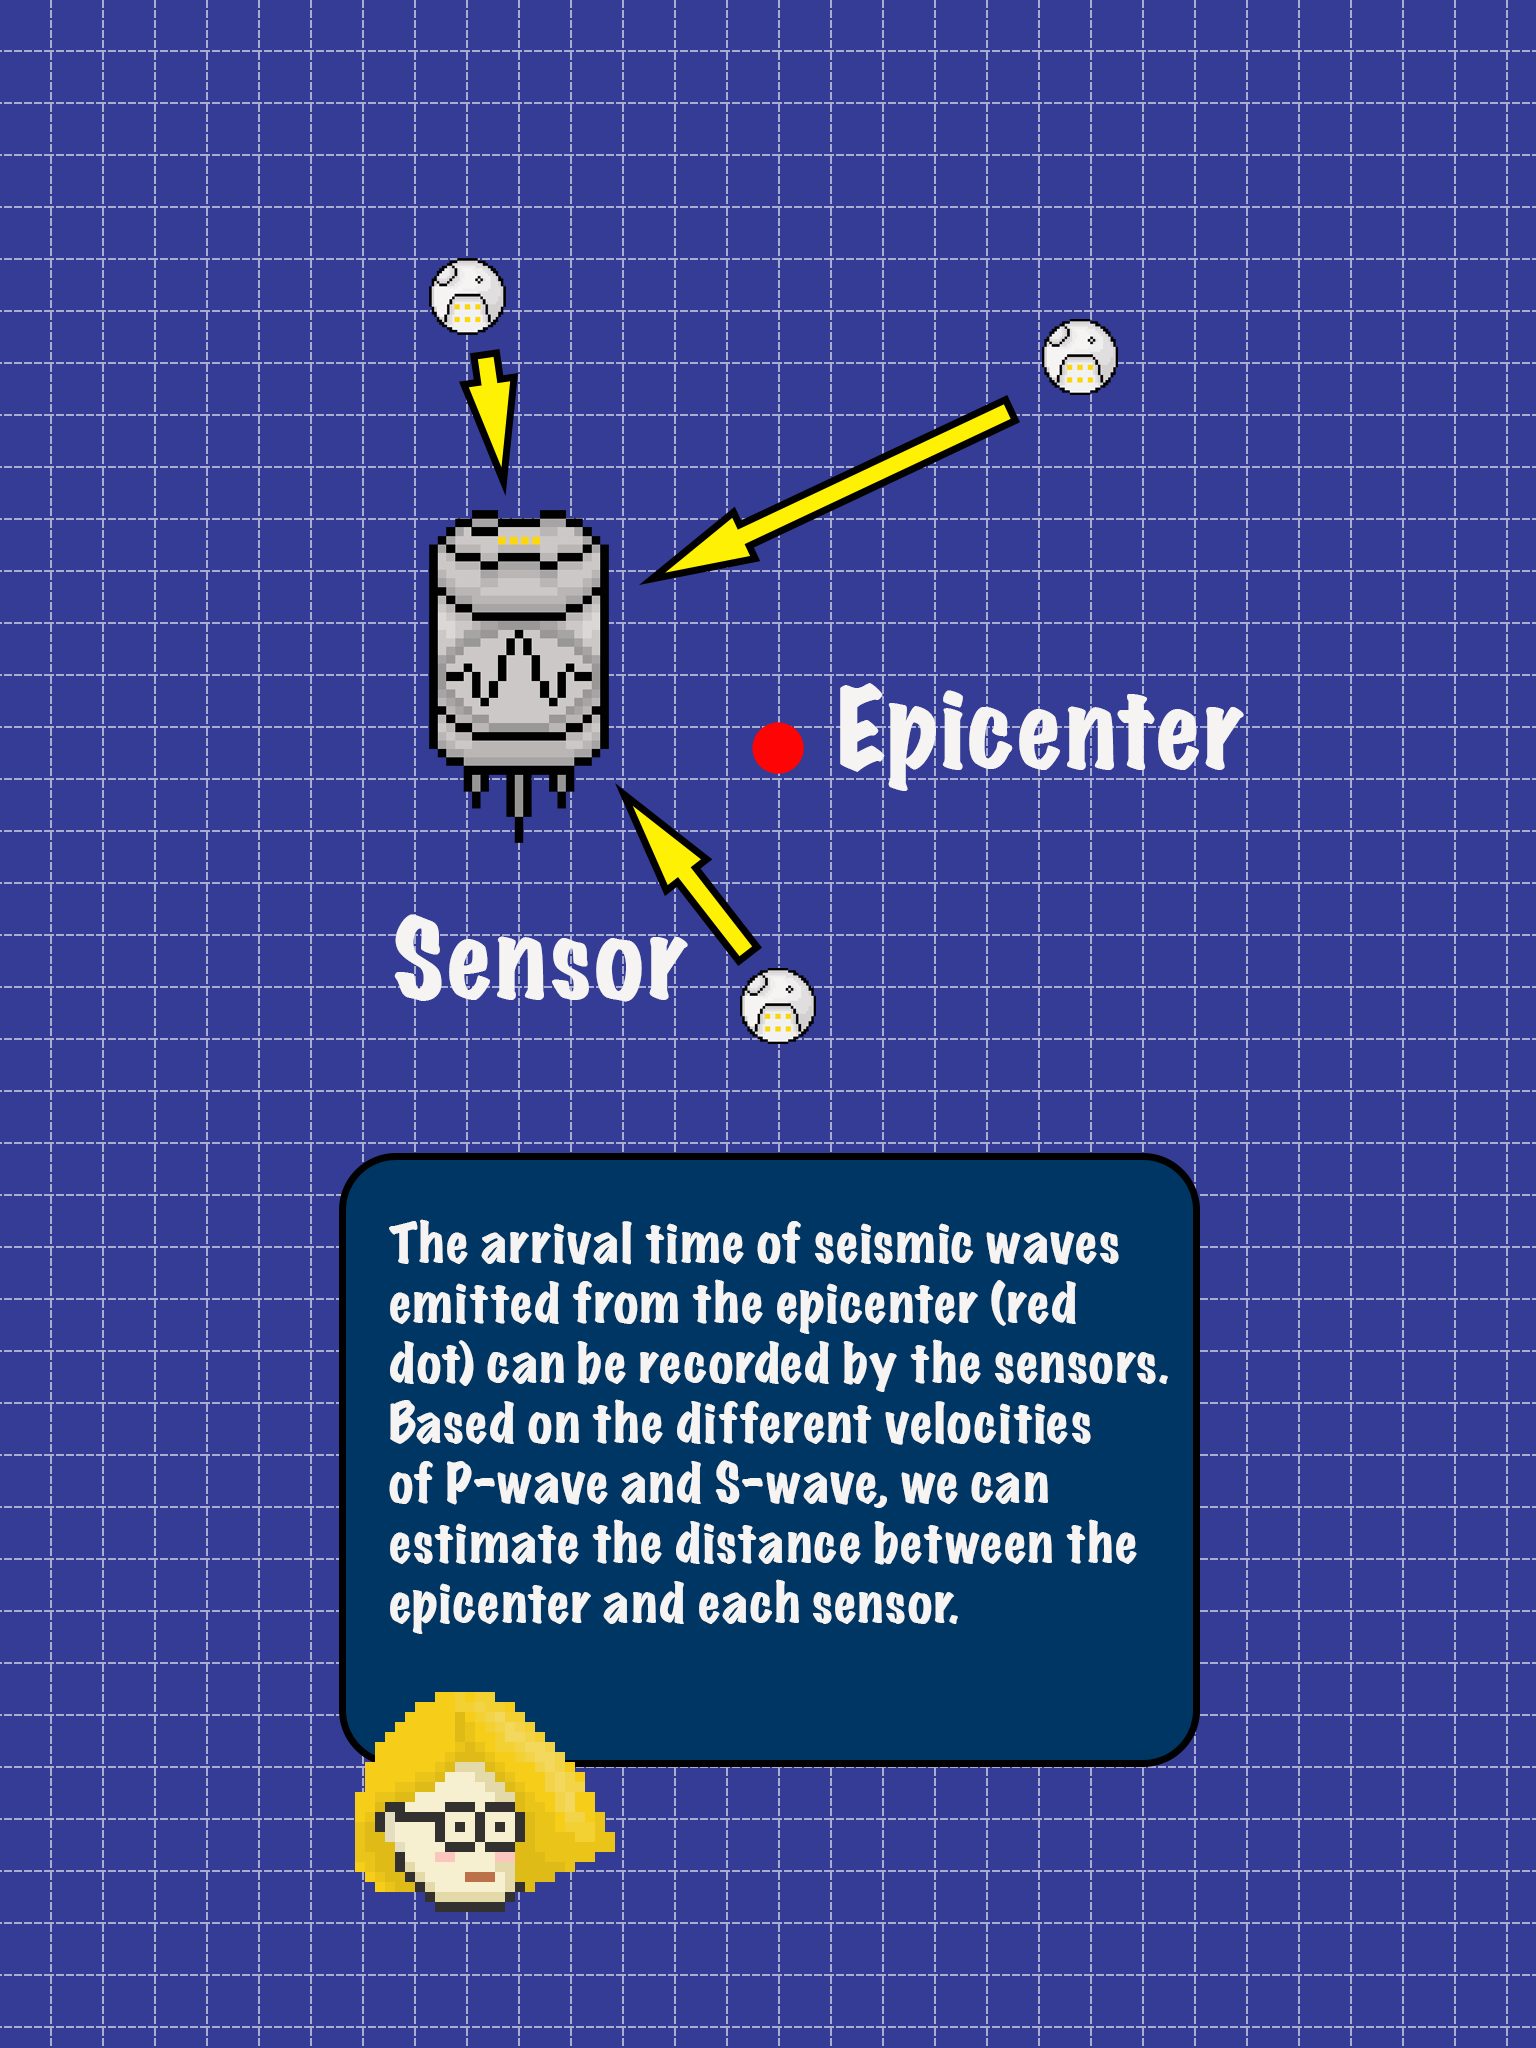 Epicenter
Sensor
The arrival time of seismic waves
emitted from the epicenter (red
dot) can be recorded by the sensors.
Based on the different velocities
of P-wave and S-wave, we can
estimate the distance between the
epicenter and each sensor.